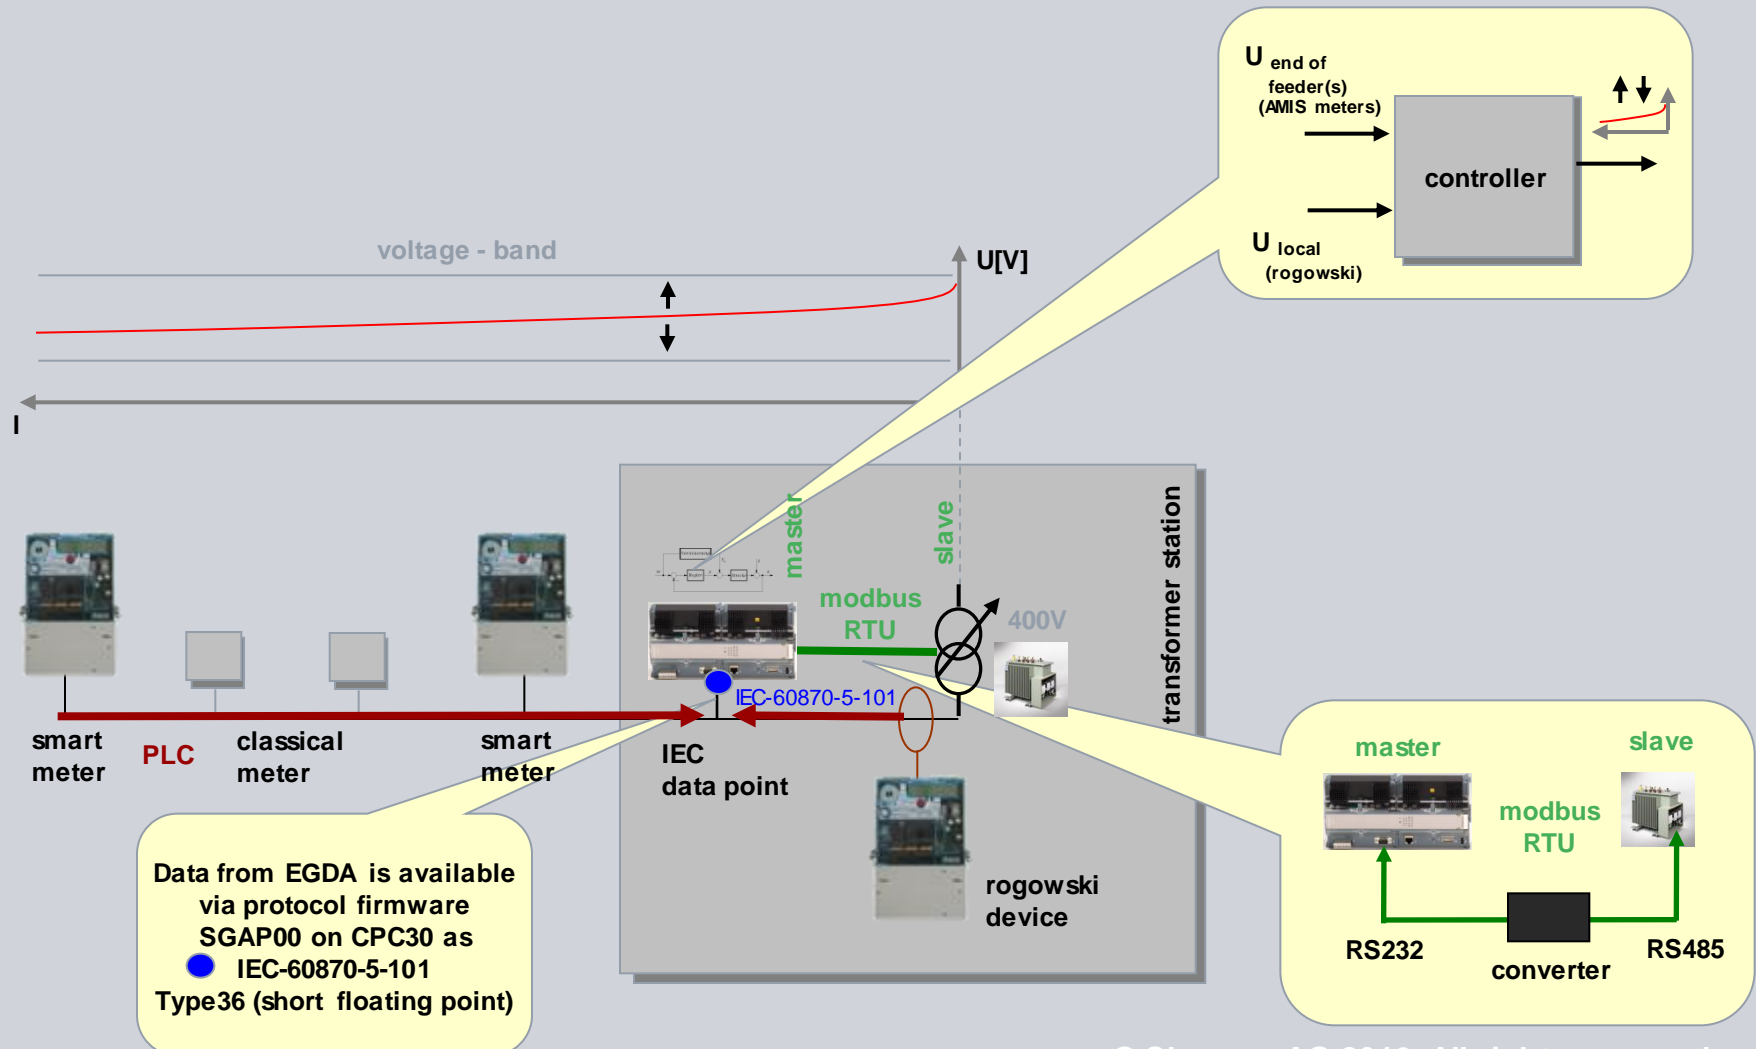 U end of
feeder(s)
(AMIS meters)
controller
U local
(rogowski)
voltage - band
U[V]
I
master
slave
transformer station
modbus
RTU
400V
IEC-60870-5-101
smart
meter
PLC
classical
meter
smart
meter
IEC
data point
rogowski
device
Data from EGDA is available
via protocol firmware
SGAP00 on CPC30 as
IEC-60870-5-101
Type36 (short floating point)
master
slave
modbus
RTU
RS232
converter
RS485